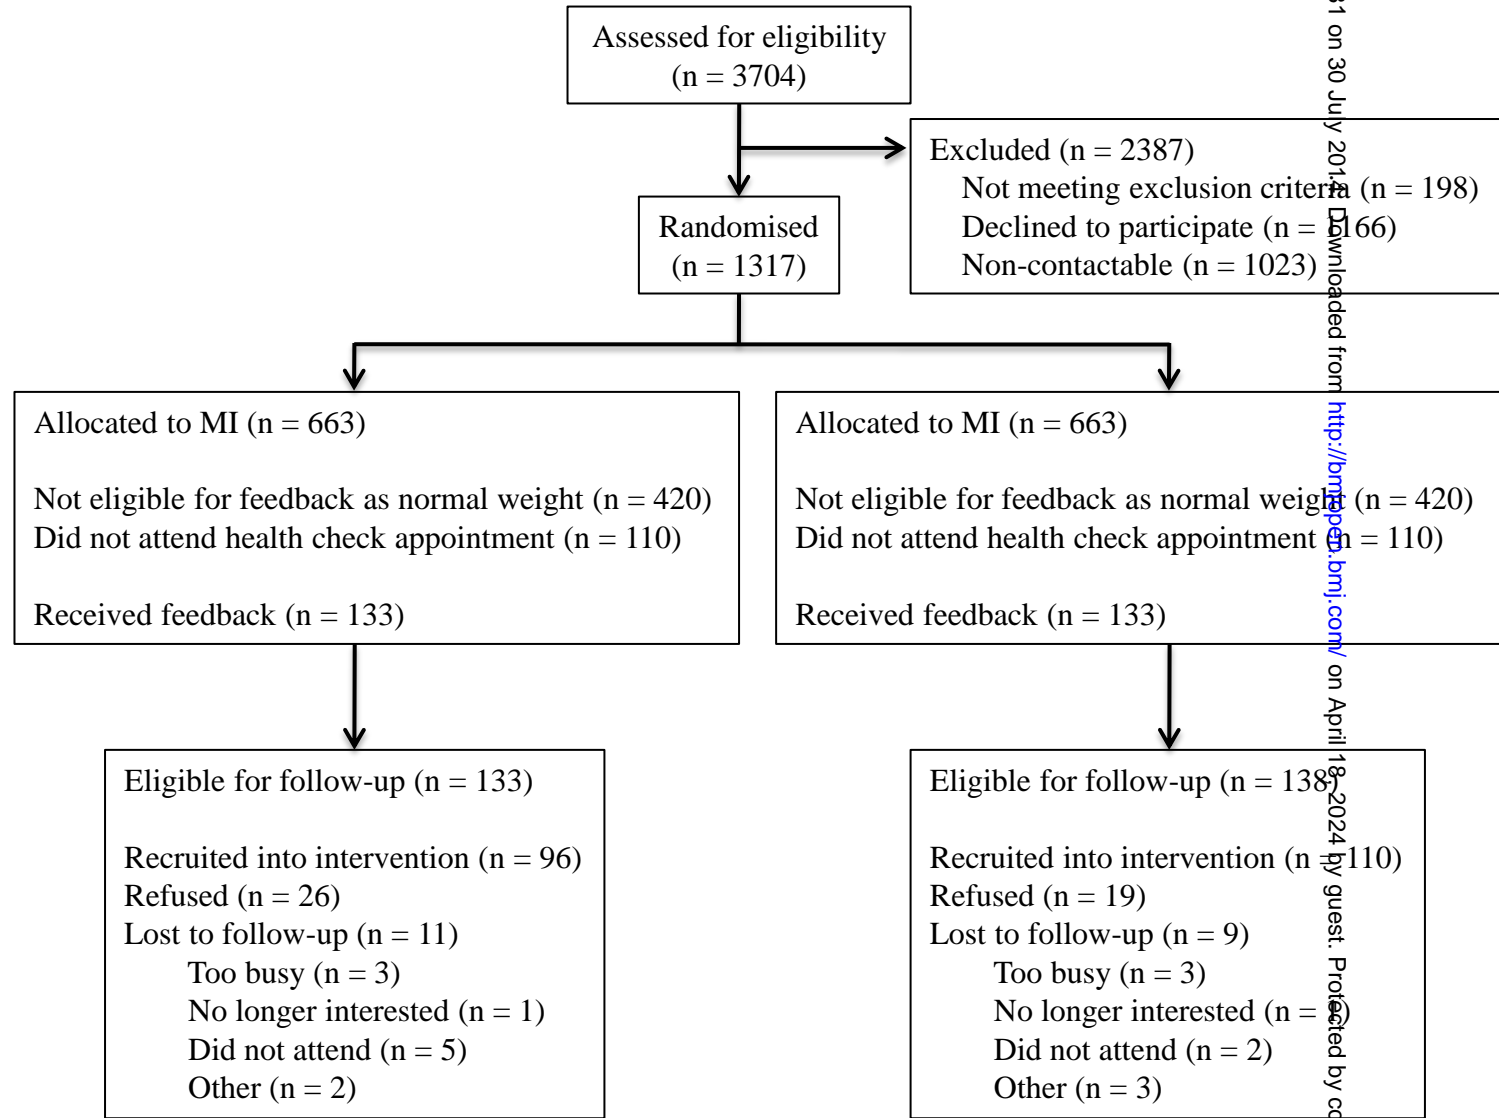 Assessed for eligibility
(n = 3704)
Excluded (n = 2387)
Not meeting exclusion criteria (n = 198)
Declined to participate (n = 1166)
Non-contactable (n = 1023)
Randomised
(n = 1317)
Allocated to MI (n = 663)
Not eligible for feedback as normal weight (n = 420)
Did not attend health check appointment (n = 110)
Received feedback (n = 133)
Allocated to MI (n = 663)
Not eligible for feedback as normal weight (n = 420)
Did not attend health check appointment (n = 110)
Received feedback (n = 133)
Eligible for follow-up (n = 133)
Recruited into intervention (n = 96)
Refused (n = 26)
Lost to follow-up (n = 11)
Too busy (n = 3)
No longer interested (n = 1)
Did not attend (n = 5)
Other (n = 2)
Eligible for follow-up (n = 138)
Recruited into intervention (n = 110)
Refused (n = 19)
Lost to follow-up (n = 9)
Too busy (n = 3)
No longer interested (n = 1)
Did not attend (n = 2)
Other (n = 3)
on 30 July 2014. Downloaded from http://bmjopen.bmj.com/ on April 18, 2024 by guest. Protected by